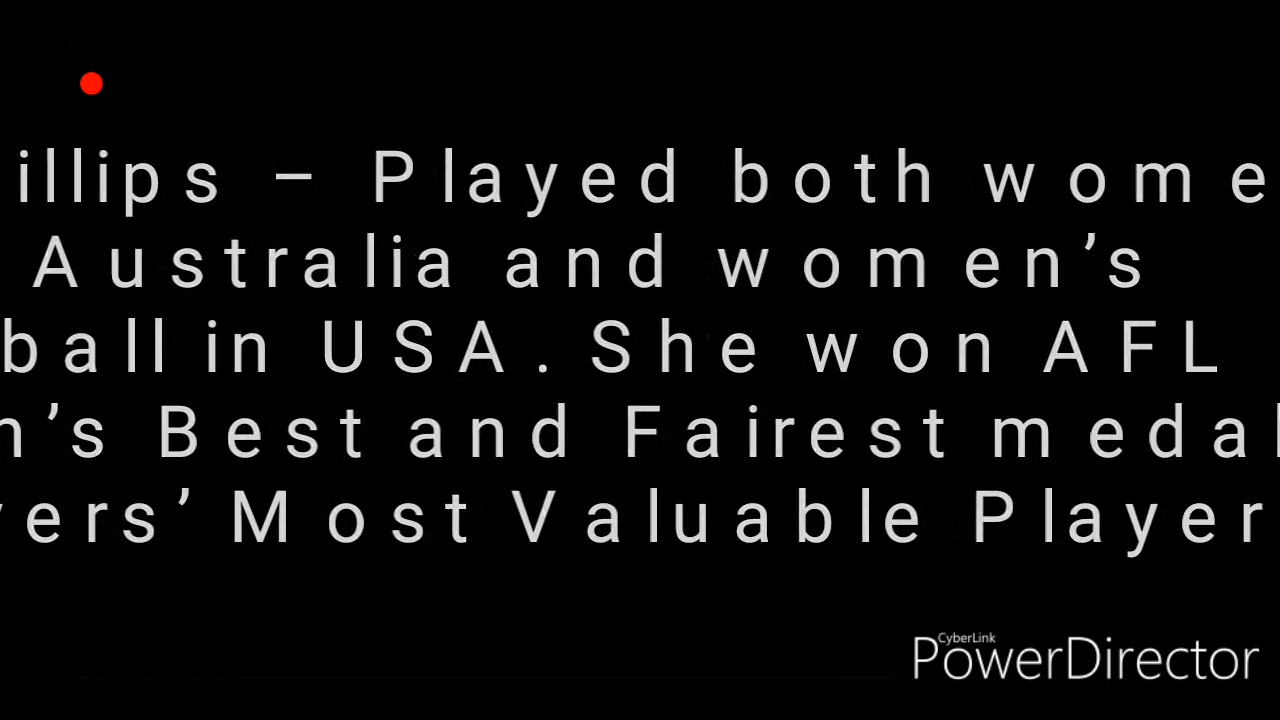 illips – Played both wome
Australia and women’s
ball in USA. She won AFL
n’s Best and Fairest medal
yers’ Most Valuable Player
CyberLink
PowerDirector